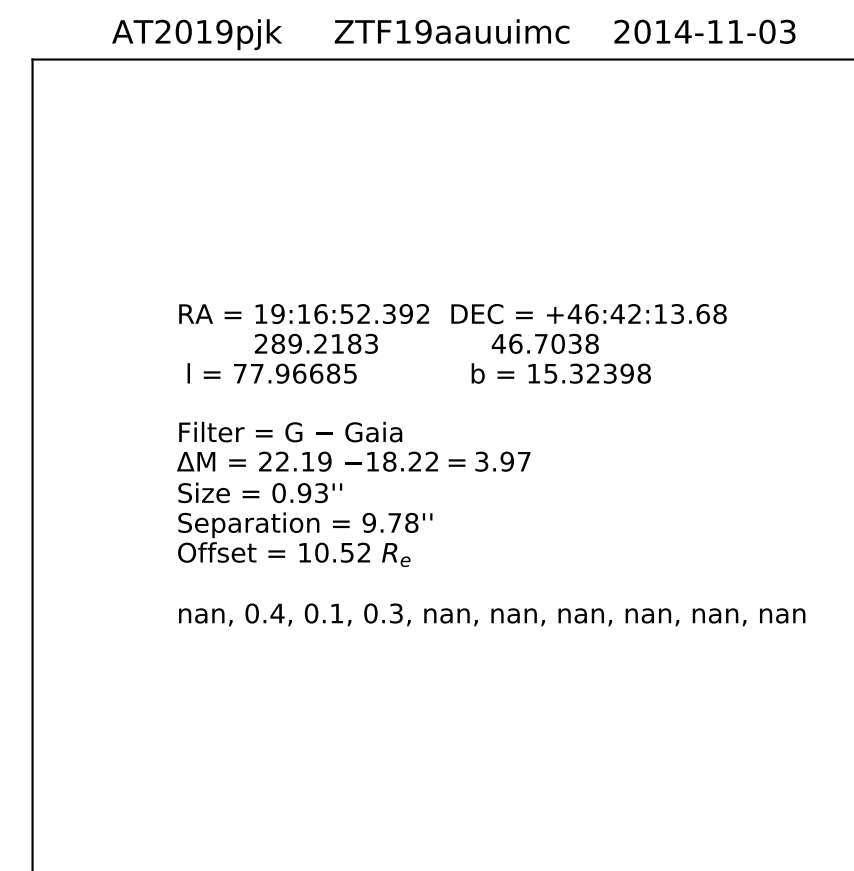 AT2019pjk ZTF19aauuimc 2014-11-03
RA = 19:16:52.392 DEC = +46:42:13.68
289.2183 46.7038
l = 77.96685 b = 15.32398
Filter = G − Gaia
ΔM = 22.19 −18.22 = 3.97
Size = 0.93''
Separation = 9.78''
Offset = 10.52 Re
nan, 0.4, 0.1, 0.3, nan, nan, nan, nan, nan, nan